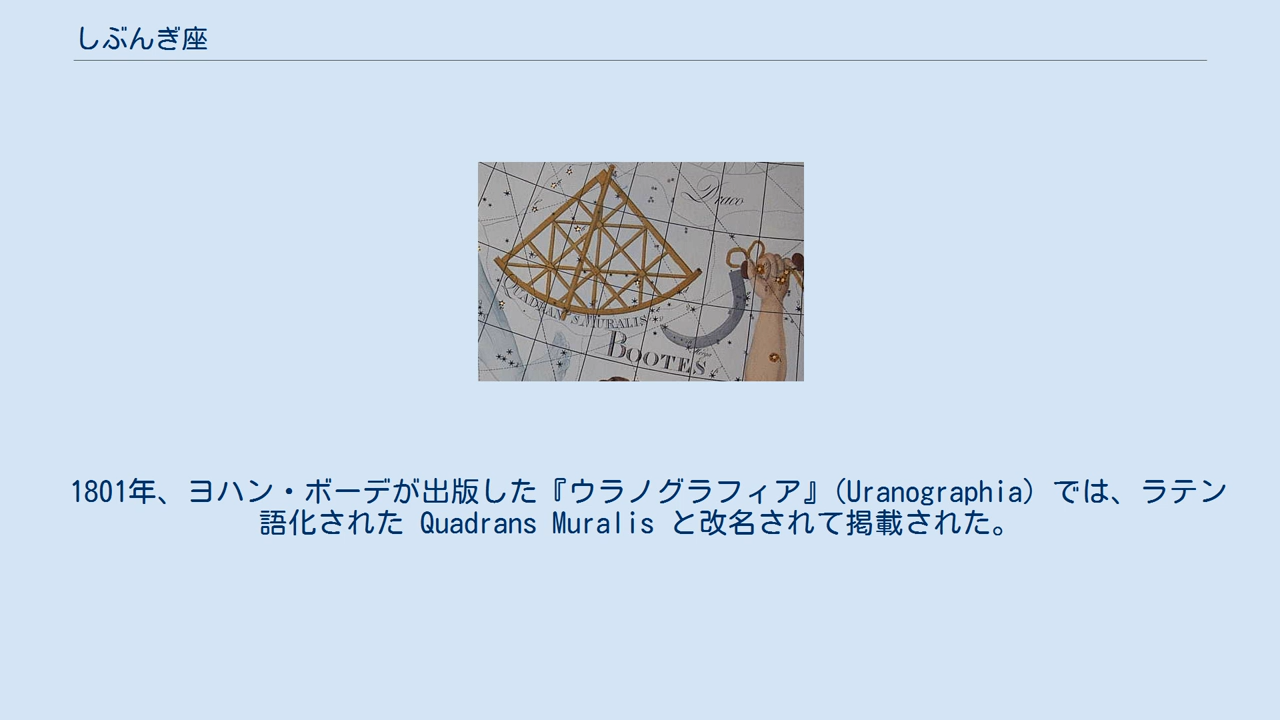 しぶんぎ座
Draco
QUADRANS MURALIS
BOOTES
1801年、ヨハン・ボーデが出版した『ウラノグラフィア』(Uranographia) では、ラテン
語化された Quadrans Muralis と改名されて掲載された。